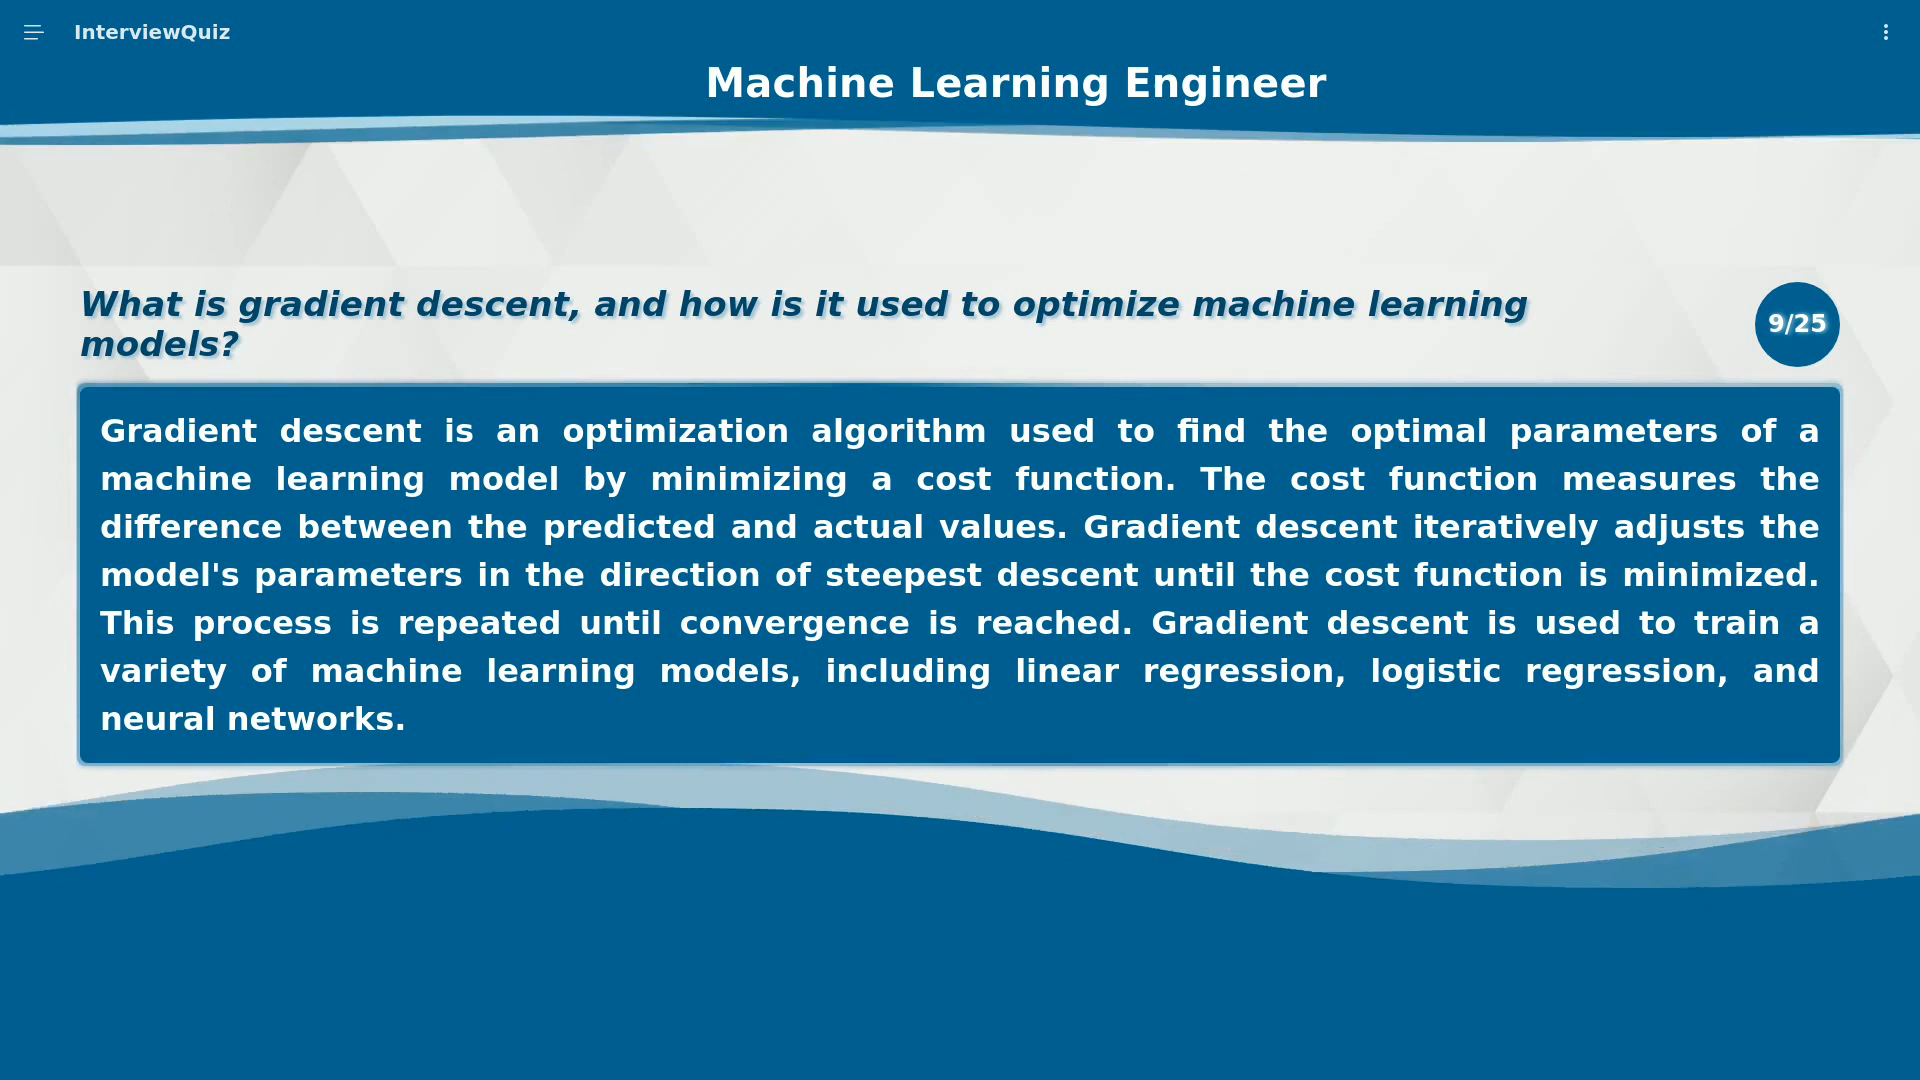 InterviewQuiz
Machine Learning Engineer
What is gradient descent, and how is it used to optimize machine learning
models?
9/25
Gradient descent is an optimization algorithm used to find the optimal parameters of a
machine learning model by minimizing a cost function. The cost function measures the
difference between the predicted and actual values. Gradient descent iteratively adjusts the
model's parameters in the direction of steepest descent until the cost function is minimized.
This process is repeated until convergence is reached. Gradient descent is used to train a
variety of machine learning models, including linear regression, logistic regression, and
neural networks.